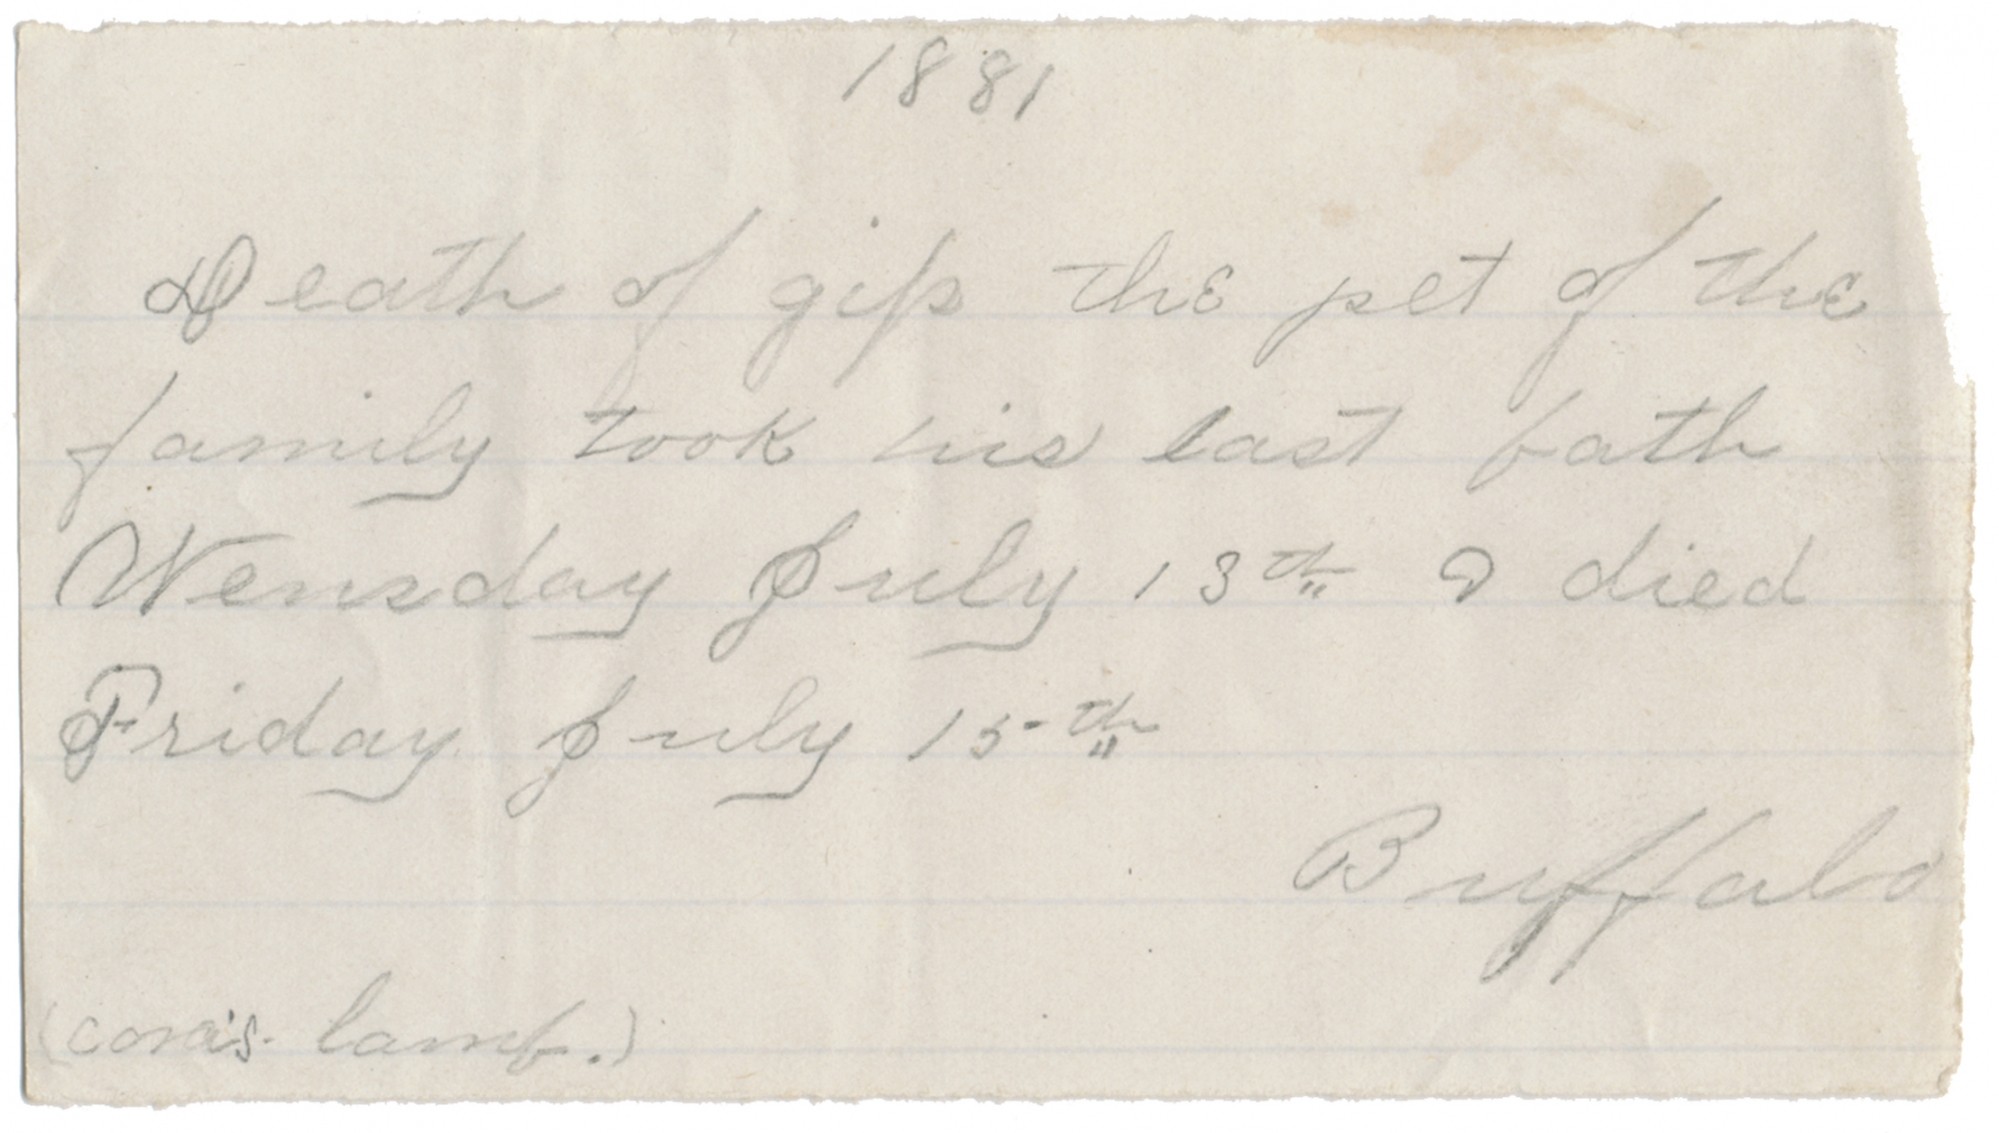 1881
Death of gip the pet of the
family took his last bath
Wensday July 13th & died
Friday July 15th
Buffalo
(cora's lamb.)